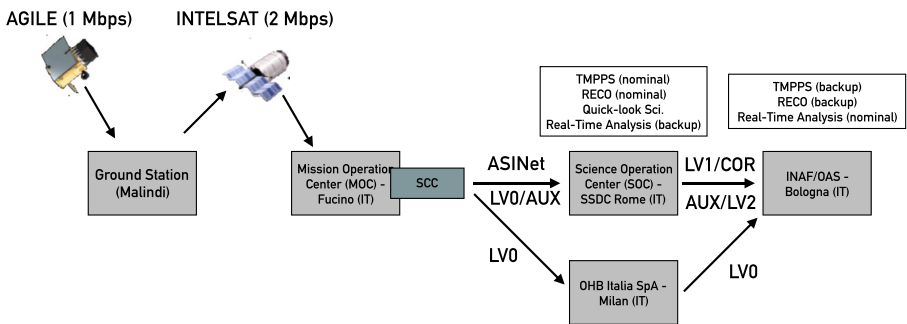 AGILE (1 Mbps)
INTELSAT (2 Mbps)
TMPPS (nominal)
RECO (nominal)
Quick-look Sci.
Real-Time Analysis (backup)
TMPPS (backup)
RECO (backup)
Real-Time Analysis (nominal)
Ground Station
(Malindi)
Mission Operation
Center (MOC) -
Fucino (IT)
SCC
ASINet
LV0/AUX
Science Operation
Center (SOC) -
SSDC Rome (IT)
LV1/COR
AUX/LV2
INAF/OAS -
Bologna (IT)
LV0
OHB Italia SpA -
Milan (IT)
LV0